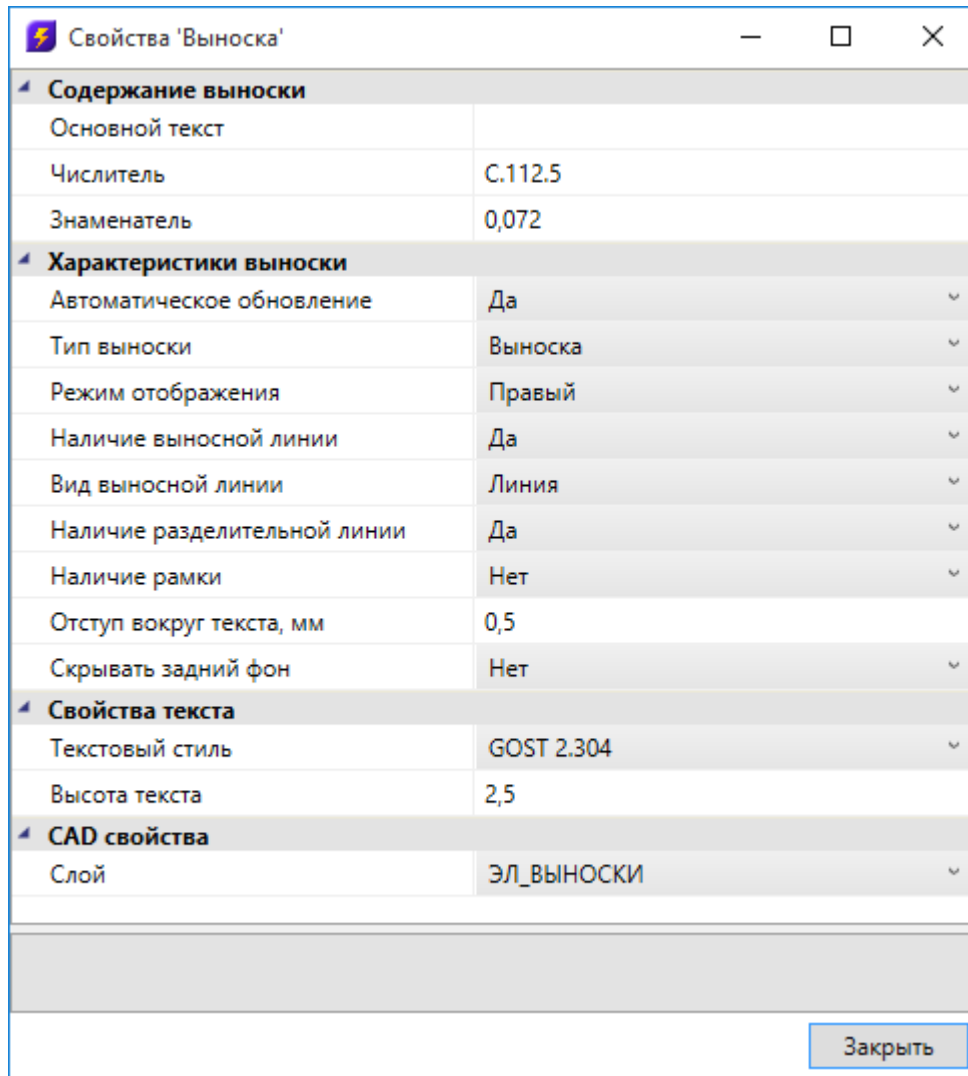 Свойства 'Выноска'
Содержание выноски
Основной текст
Числитель С.112.5
Знаменатель 0,072
Характеристики выноски
Автоматическое обновление Да
Тип выноски Выноска
Режим отображения Правый
Наличие выносной линии Да
Вид выносной линии Линия
Наличие разделительной линии Да
Наличие рамки Нет
Отступ вокруг текста, мм 0,5
Скрывать задний фон Нет
Свойства текста
Текстовый стиль GOST 2.304
Высота текста 2,5
CAD свойства
Слой ЭЛ_ВЫНОСКИ
Закрыть